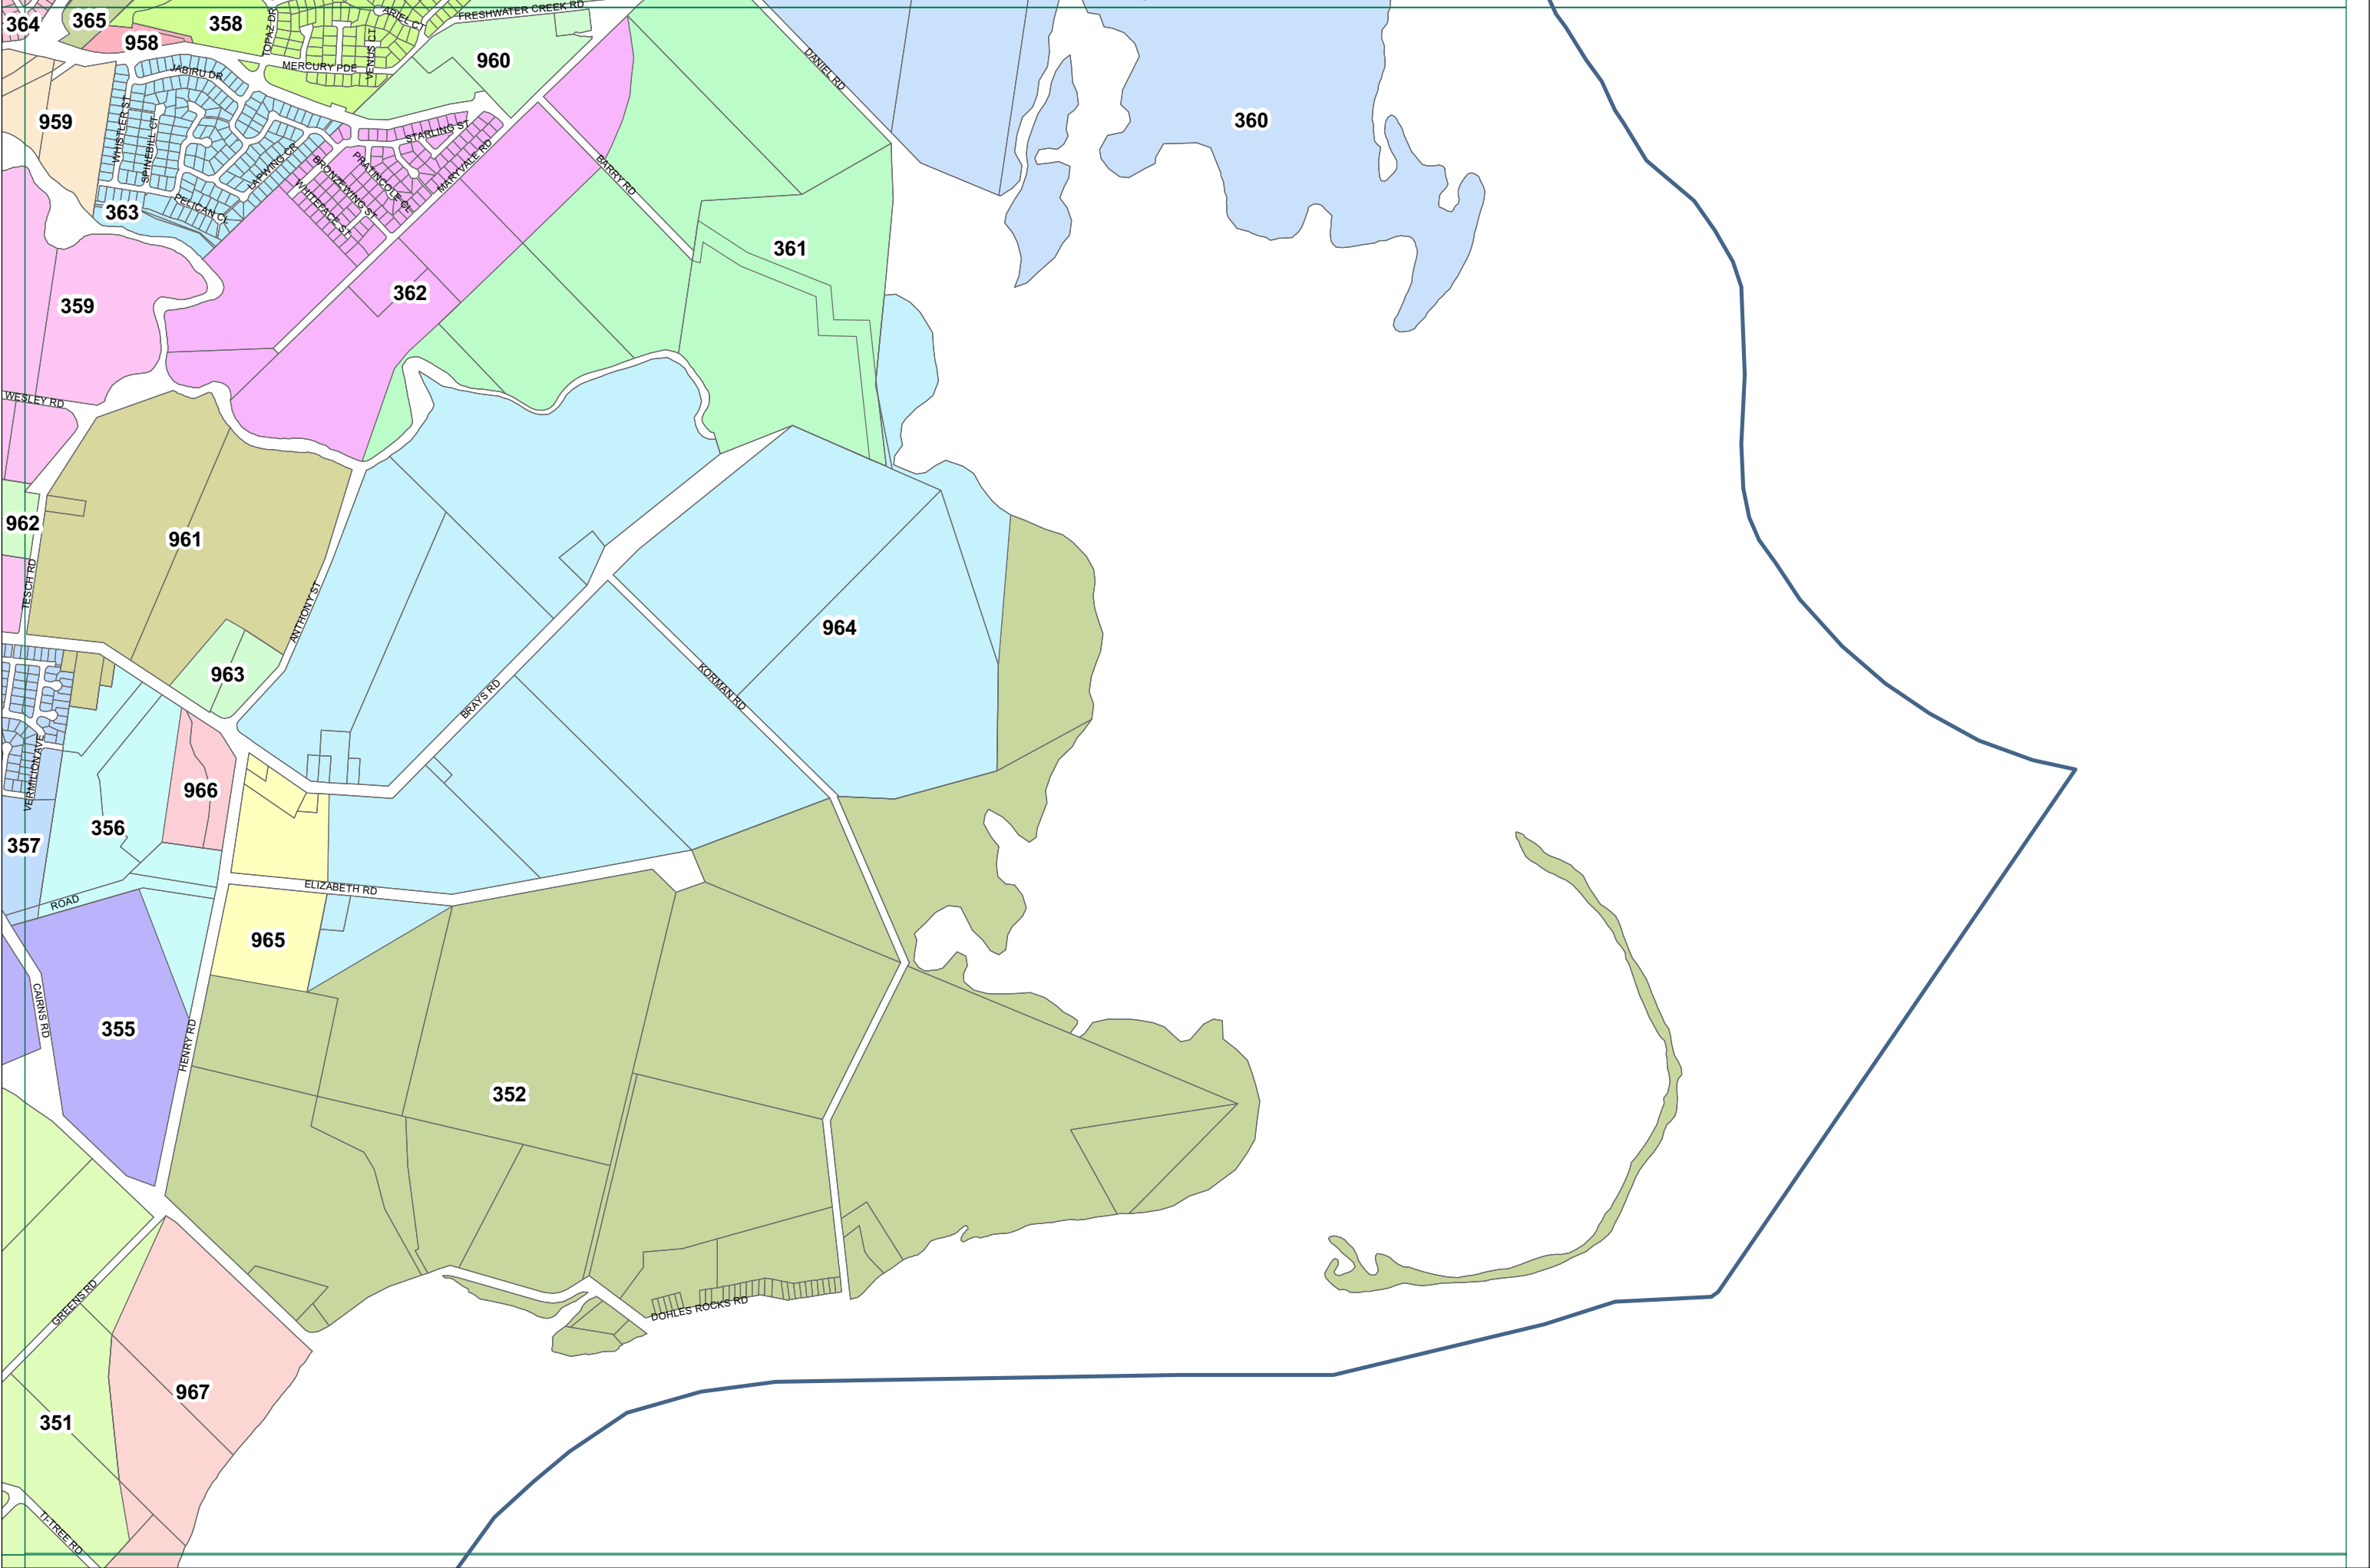 FRESHWATER CREEK RD
ARIEL CT
365
358
364
TOPAZ DR
958
VENUS CT
960
MERCURY PDE
DANIEL RD
JABIRU DR
959
360
WHISTLER ST
SPINEBILL CT
STARLING ST
MARYVALE RD
LAPWING CR
PRATINCOLE CL
BRONZEWING ST
BARRY RD
WHITEFACE ST
363
PELICAN CL
361
362
359
WESLEY RD
962
961
TESCH RD
ANTHONY ST
964
963
KORMAN RD
BRAYS RD
VERMILION AVE
966
356
357
ELIZABETH RD
ROAD
965
CAIRNS RD
355
HENRY RD
352
GREENS RD
DOHLES ROCKS RD
967
351
TI-TREE RD